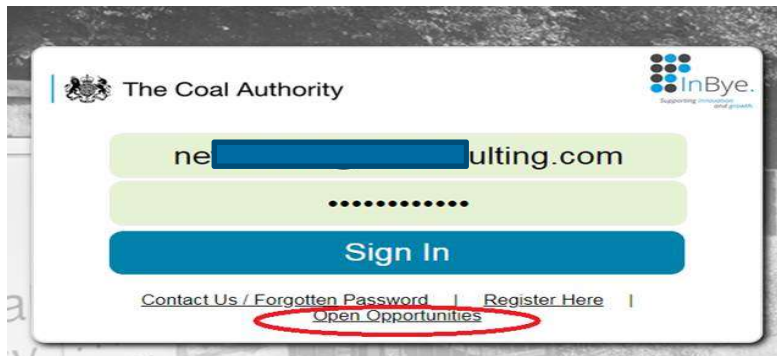 The Coal Authority
InBye.
Supporting innovation
and growth
ne ulting.com
••••••••••••
Sign In
Contact Us / Forgotten Password | Register Here |
Open Opportunities